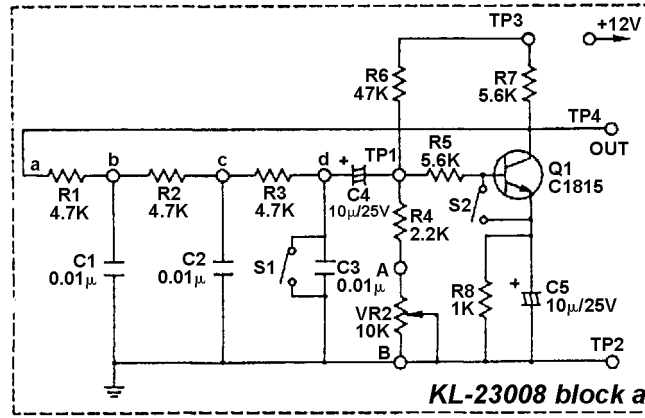 TP3
+12V
R6
47K
R7
5.6K
TP4
OUT
a
b
c
d
+
TP1
R5
5.6K
Q1
C1815
R1
4.7K
R2
4.7K
R3
4.7K
C4
10μ/25V
S2
R4
2.2K
C1
0.01μ
C2
0.01μ
S1
C3
0.01μ
A
VR2
10K
B
R8
1K
+
C5
10μ/25V
TP2
KL-23008 block a